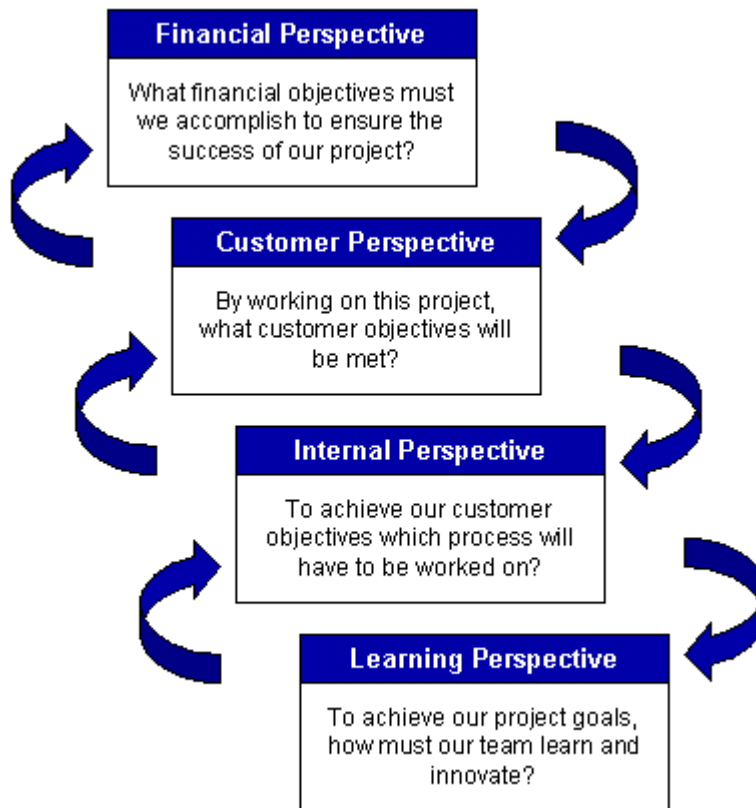 Financial Perspective
What financial objectives must
we accomplish to ensure the
success of our project?
Customer Perspective
By working on this project,
what customer objectives will
be met?
Internal Perspective
To achieve our customer
objectives which process will
have to be worked on?
Learning Perspective
To achieve our project goals,
how must our team learn and
innovate?